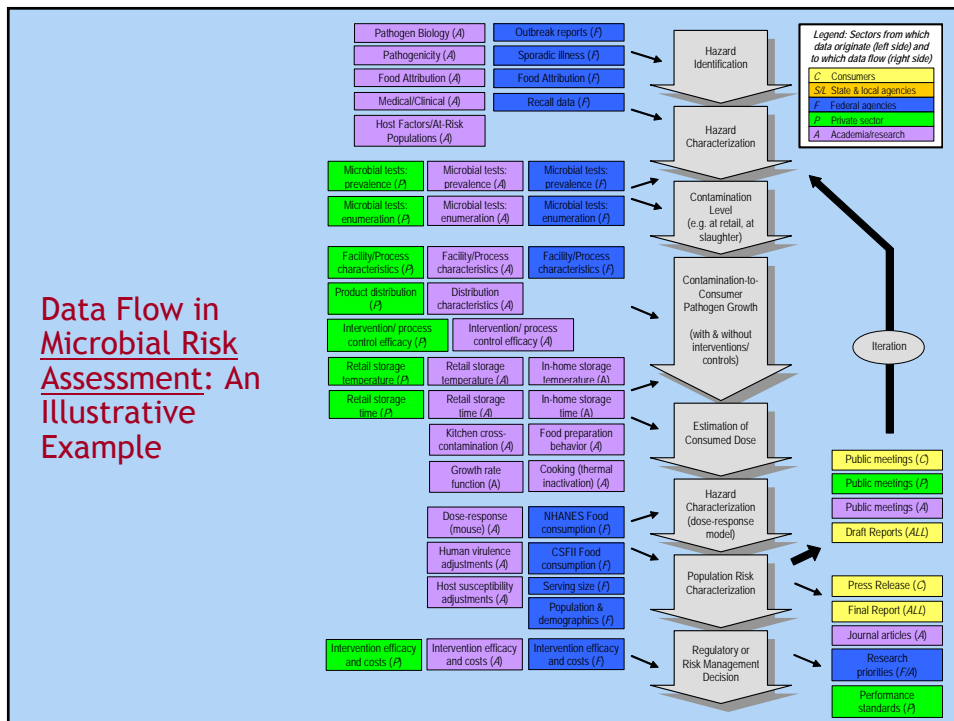 Data Flow in
Microbial Risk
Assessment: An
Illustrative
Example
Pathogen Biology (A)
Outbreak reports (F)
Pathogenicity (A)
Sporadic illness (F)
Food Attribution (A)
Food Attribution (F)
Medical/Clinical (A)
Recall data (F)
Host Factors/At-Risk
Populations (A)
Hazard
Identification
Hazard
Characterization
Legend: Sectors from which
data originate (left side) and
to which data flow (right side)
C Consumers
S/L State & local agencies
F Federal agencies
P Private sector
A Academia/research
Microbial tests:
prevalence (P)
Microbial tests:
prevalence (A)
Microbial tests:
prevalence (F)
Microbial tests:
enumeration (P)
Microbial tests:
enumeration (A)
Microbial tests:
enumeration (F)
Contamination
Level
(e.g. at retail, at
slaughter)
Facility/Process
characteristics (P)
Facility/Process
characteristics (A)
Facility/Process
characteristics (F)
Product distribution
(P)
Distribution
characteristics (A)
Intervention/ process
control efficacy (P)
Intervention/ process
control efficacy (A)
Contamination-to-
Consumer
Pathogen Growth
(with & without
interventions/
controls)
Iteration
Retail storage
temperature (P)
Retail storage
temperature (A)
In-home storage
temperature (A)
Retail storage
time (P)
Retail storage
time (A)
In-home storage
time (A)
Kitchen cross-
contamination (A)
Food preparation
behavior (A)
Growth rate
function (A)
Cooking (thermal
inactivation) (A)
Estimation of
Consumed Dose
Public meetings (C)
Public meetings (P)
Public meetings (A)
Draft Reports (ALL)
Dose-response
(mouse) (A)
NHANES Food
consumption (F)
Human virulence
adjustments (A)
CSFII Food
consumption (F)
Host susceptibility
adjustments (A)
Serving size (F)
Population &
demographics (F)
Hazard
Characterization
(dose-response
model)
Population Risk
Characterization
Press Release (C)
Final Report (ALL)
Journal articles (A)
Research
priorities (F/A)
Performance
standards (P)
Intervention efficacy
and costs (P)
Intervention efficacy
and costs (A)
Intervention efficacy
and costs (F)
Regulatory or
Risk Management
Decision